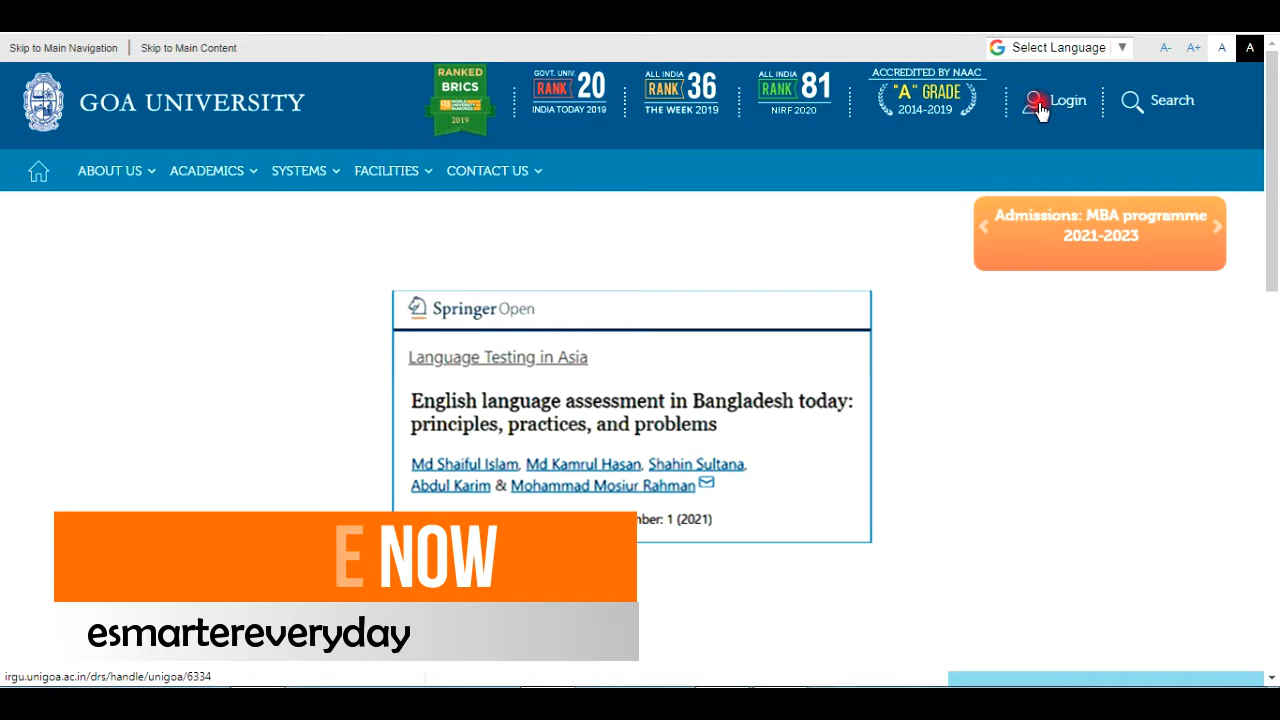 Skip to Main Navigation
Skip to Main Content
Select Language ▼
A-
A+
A
A
GOA UNIVERSITY
RANKED
BRICS
2019
GOVT. UNIV.
RANK 20
INDIA TODAY 2019
ALL INDIA
RANK 36
THE WEEK 2019
ALL INDIA
RANK 81
NIRF 2020
ACCREDITED BY NAAC
"A" GRADE
2014-2019
Login
Search
ABOUT US
ACADEMICS
SYSTEMS
FACILITIES
CONTACT US
Admissions: MBA programme
2021-2023
Springer Open
Language Testing in Asia
English language assessment in Bangladesh today:
principles, practices, and problems
Md Shaiful Islam, Md Kamrul Hasan, Shahin Sultana,
Abdul Karim & Mohammad Mosiur Rahman
nber: 1 (2021)
E NOW
esmartereveryday
irgu.unigoa.ac.in/drs/handle/unigoa/6334